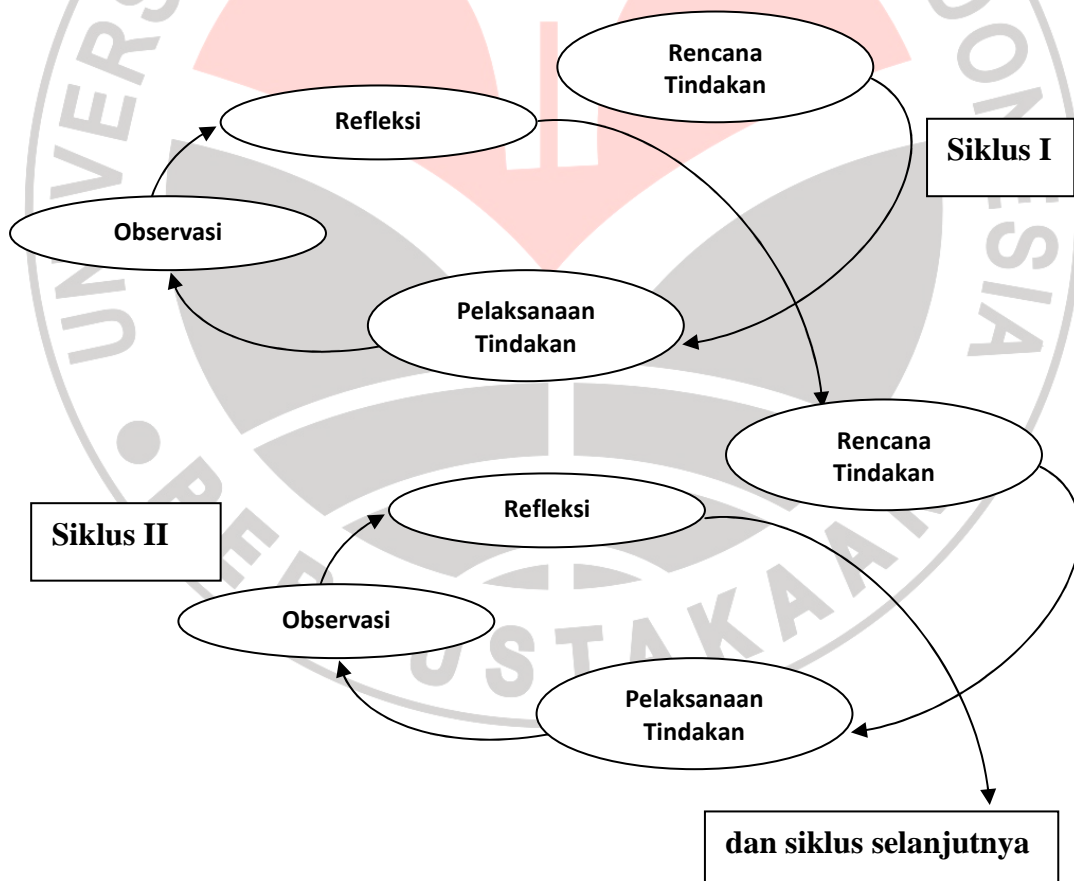 Rencana
Tindakan
Refleksi
Siklus I
Observasi
Pelaksanaan
Tindakan
Rencana
Tindakan
Refleksi
Siklus II
Observasi
Pelaksanaan
Tindakan
dan siklus selanjutnya